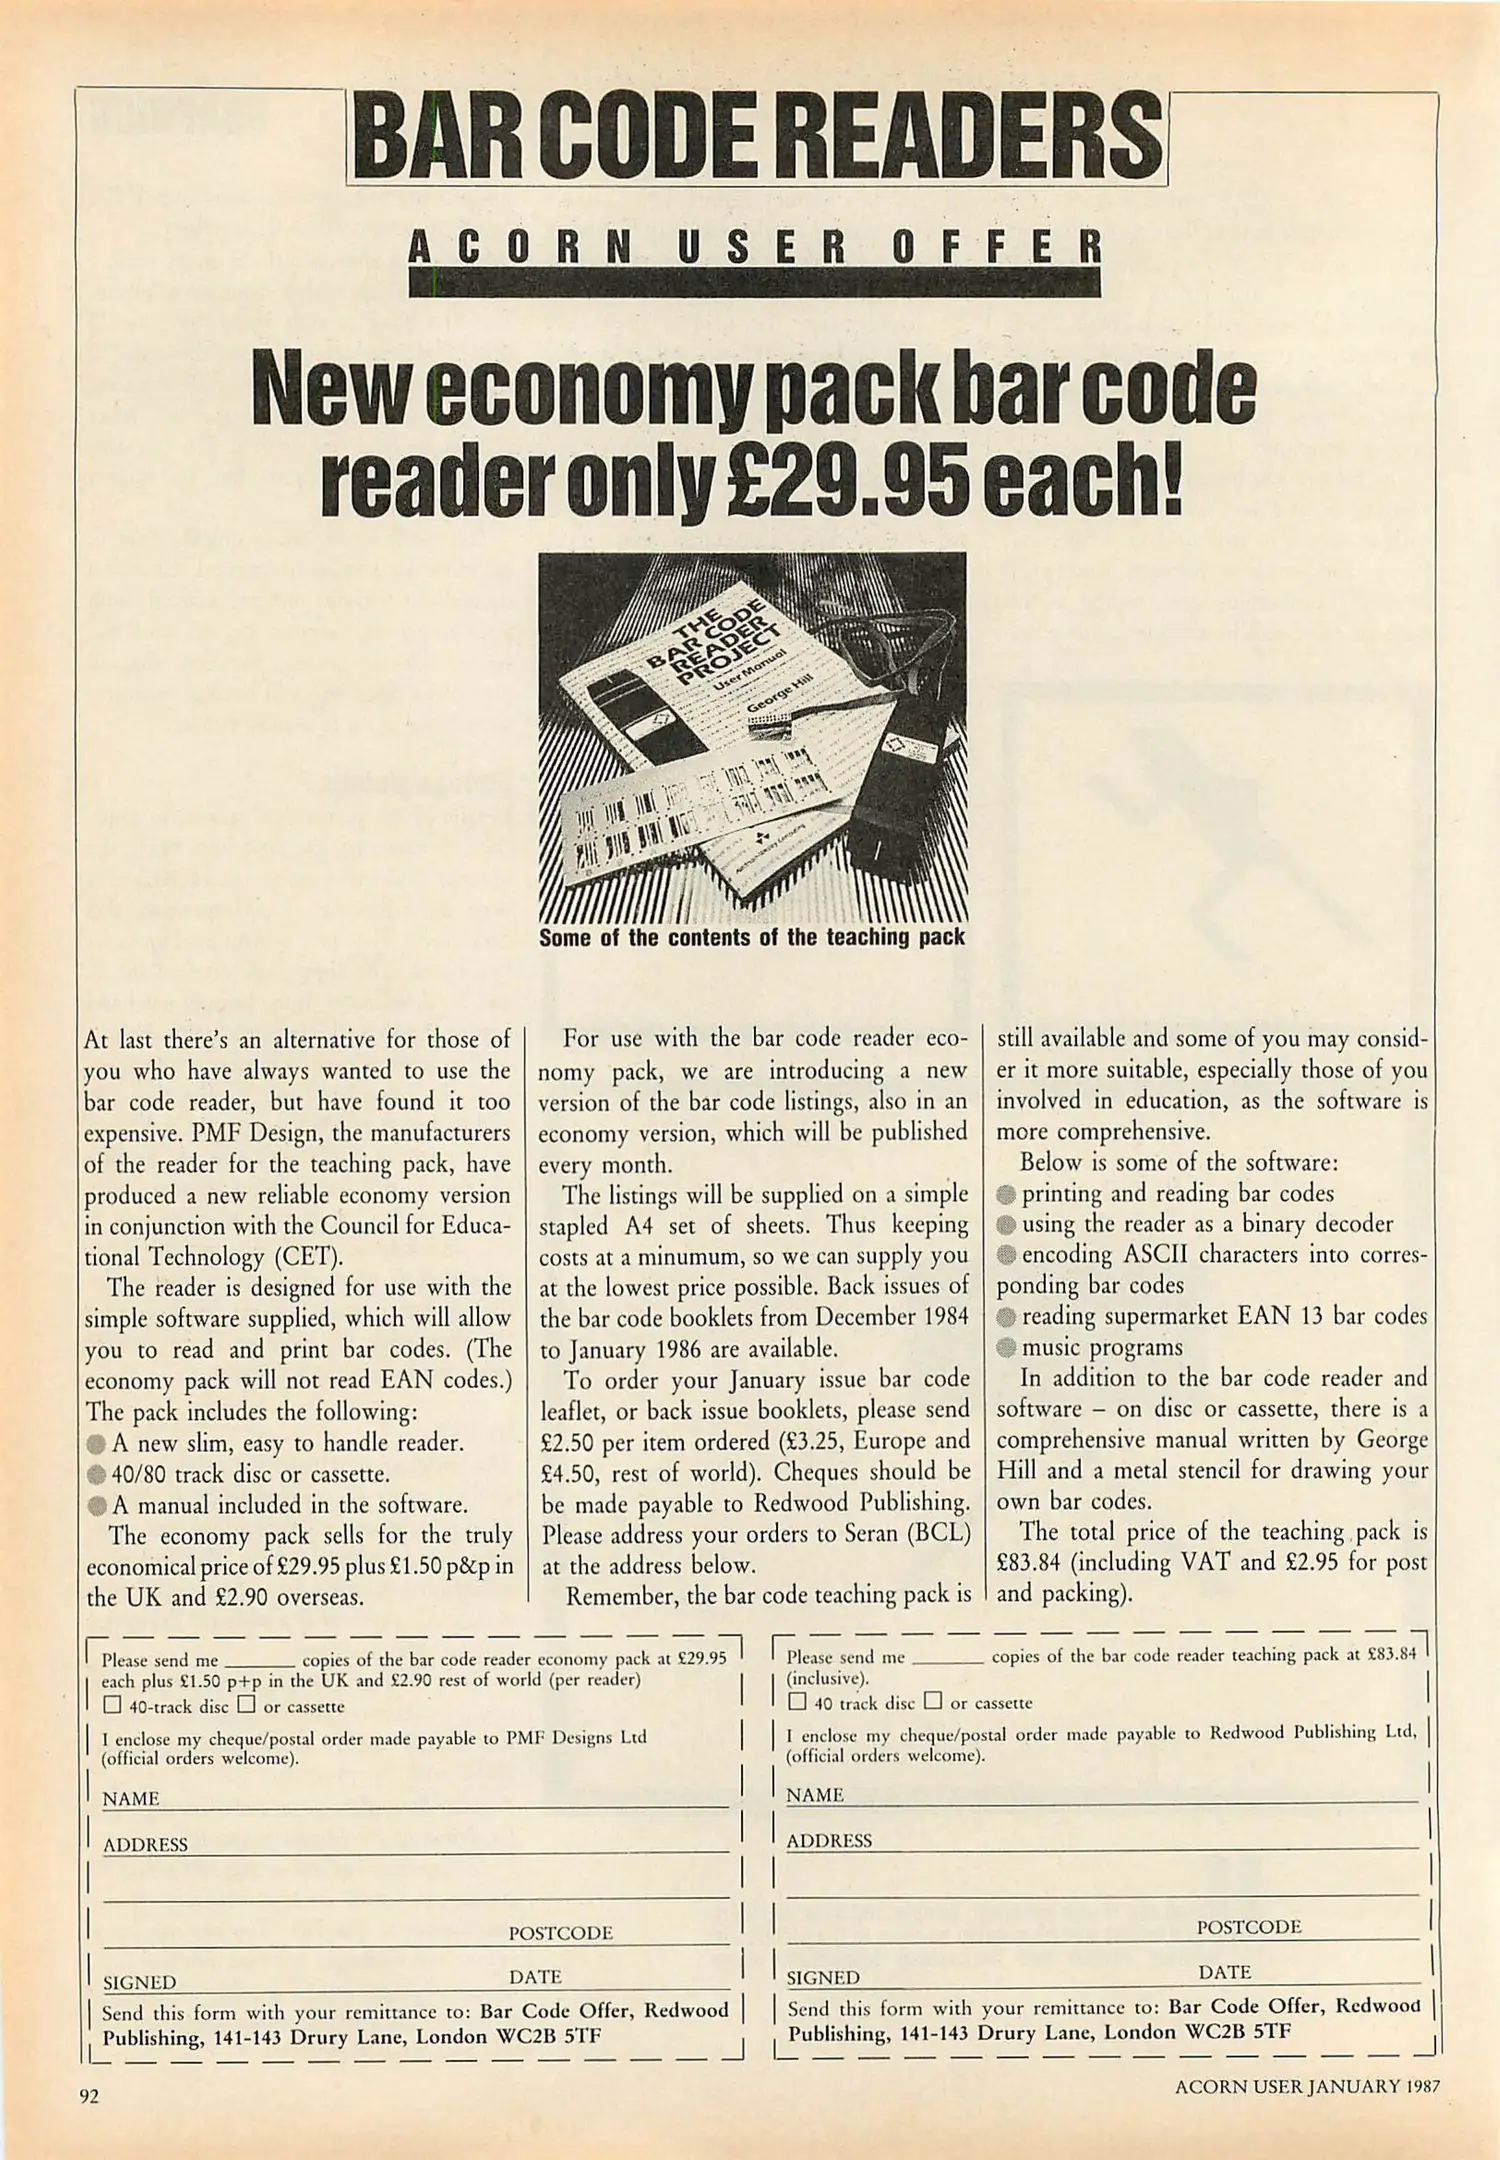 BAR CODE READERS
ACORN USER OFFER
New economy pack bar code
reader only £29.95 each!
THE
BAR CODE
READER
PROJECT
User Manual
George Hill
Some of the contents of the teaching pack
At last there's an alternative for those of
you who have always wanted to use the
bar code reader, but have found it too
expensive. PMF Design, the manufacturers
of the reader for the teaching pack, have
produced a new reliable economy version
in conjunction with the Council for Educa-
tional Technology (CET).
The reader is designed for use with the
simple software supplied, which will allow
you to read and print bar codes. (The
economy pack will not read EAN codes.)
The pack includes the following:
● A new slim, easy to handle reader.
● 40/80 track disc or cassette.
● A manual included in the software.
The economy pack sells for the truly
economical price of £29.95 plus £1.50 p&p in
the UK and £2.90 overseas.
For use with the bar code reader eco-
nomy pack, we are introducing a new
version of the bar code listings, also in an
economy version, which will be published
every month.
The listings will be supplied on a simple
stapled A4 set of sheets. Thus keeping
costs at a minumum, so we can supply you
at the lowest price possible. Back issues of
the bar code booklets from December 1984
to January 1986 are available.
To order your January issue bar code
leaflet, or back issue booklets, please send
£2.50 per item ordered (£3.25, Europe and
£4.50, rest of world). Cheques should be
be made payable to Redwood Publishing.
Please address your orders to Seran (BCL)
at the address below.
Remember, the bar code teaching pack is
still available and some of you may consid-
er it more suitable, especially those of you
involved in education, as the software is
more comprehensive.
Below is some of the software:
● printing and reading bar codes
● using the reader as a binary decoder
● encoding ASCII characters into corres-
ponding bar codes
● reading supermarket EAN 13 bar codes
● music programs
In addition to the bar code reader and
software – on disc or cassette, there is a
comprehensive manual written by George
Hill and a metal stencil for drawing your
own bar codes.
The total price of the teaching pack is
£83.84 (including VAT and £2.95 for post
and packing).
Please send me ______ copies of the bar code reader economy pack at £29.95
each plus £1.50 p+p in the UK and £2.90 rest of world (per reader)
☐ 40-track disc ☐ or cassette
I enclose my cheque/postal order made payable to PMF Designs Ltd
(official orders welcome).
NAME
ADDRESS
POSTCODE
SIGNED DATE
Send this form with your remittance to: Bar Code Offer, Redwood
Publishing, 141-143 Drury Lane, London WC2B 5TF
Please send me ______ copies of the bar code reader teaching pack at £83.84
(inclusive).
☐ 40 track disc ☐ or cassette
I enclose my cheque/postal order made payable to Redwood Publishing Ltd,
(official orders welcome).
NAME
ADDRESS
POSTCODE
SIGNED DATE
Send this form with your remittance to: Bar Code Offer, Redwood
Publishing, 141-143 Drury Lane, London WC2B 5TF
92
ACORN USER JANUARY 1987